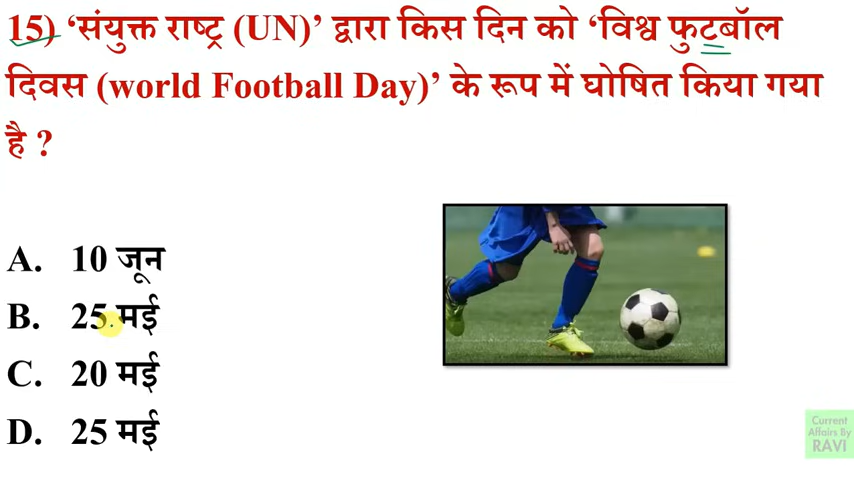 15) ‘संयुक्त राष्ट्र (UN)’ द्वारा किस दिन को ‘विश्व फुटबॉल
दिवस (world Football Day)’ के रूप में घोषित किया गया
है ?
A. 10 जून
B. 25 मई
C. 20 मई
D. 25 मई
Current
Affairs By
RAVI